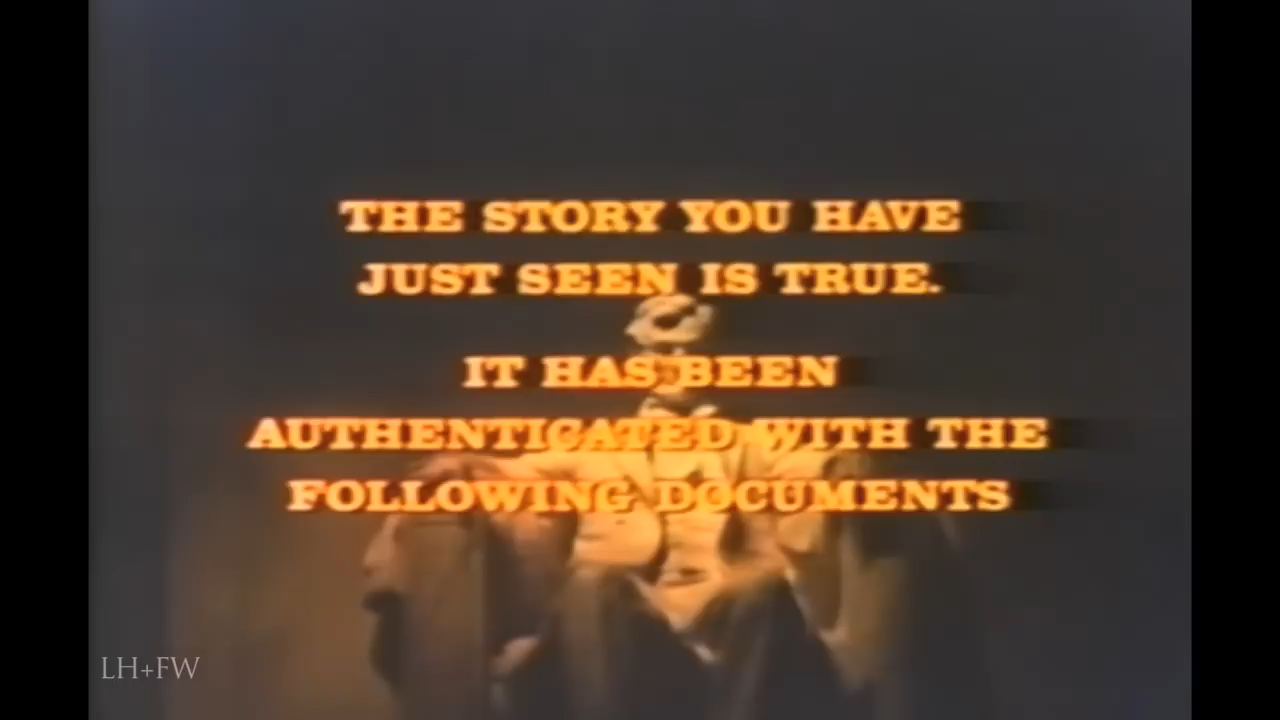 THE STORY YOU HAVE
JUST SEEN IS TRUE.
IT HAS BEEN
AUTHENTICATED WITH THE
FOLLOWING DOCUMENTS
LH+FW